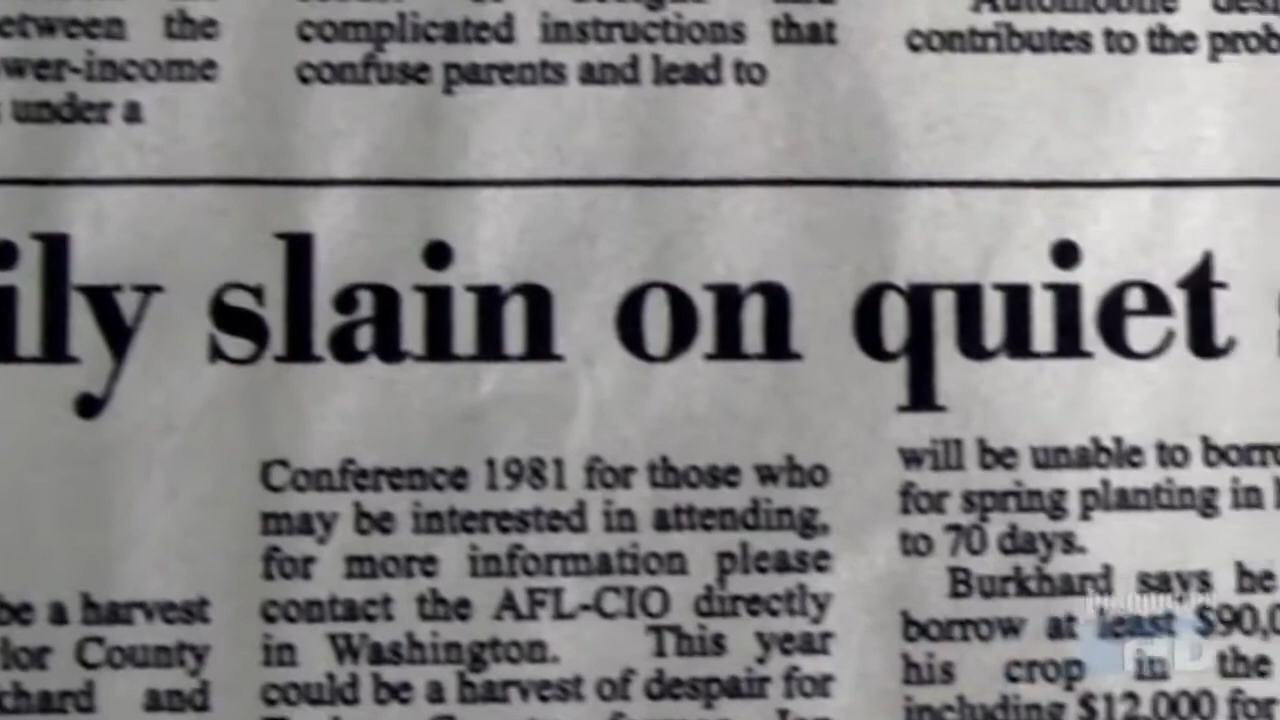 etween the
wer-income
under a
complicated instructions that
confuse parents and lead to
contributes to the prob
ily slain on quiet
be a harvest
lor County
khard and
Conference 1981 for those who
may be interested in attending,
for more information please
contact the AFL-CIO directly
in Washington. This year
could be a harvest of despair for
will be unable to borro
for spring planting in
to 70 days.
Burkhard says he
borrow at least $90,0
his crop in the
including $12,000 for
HD